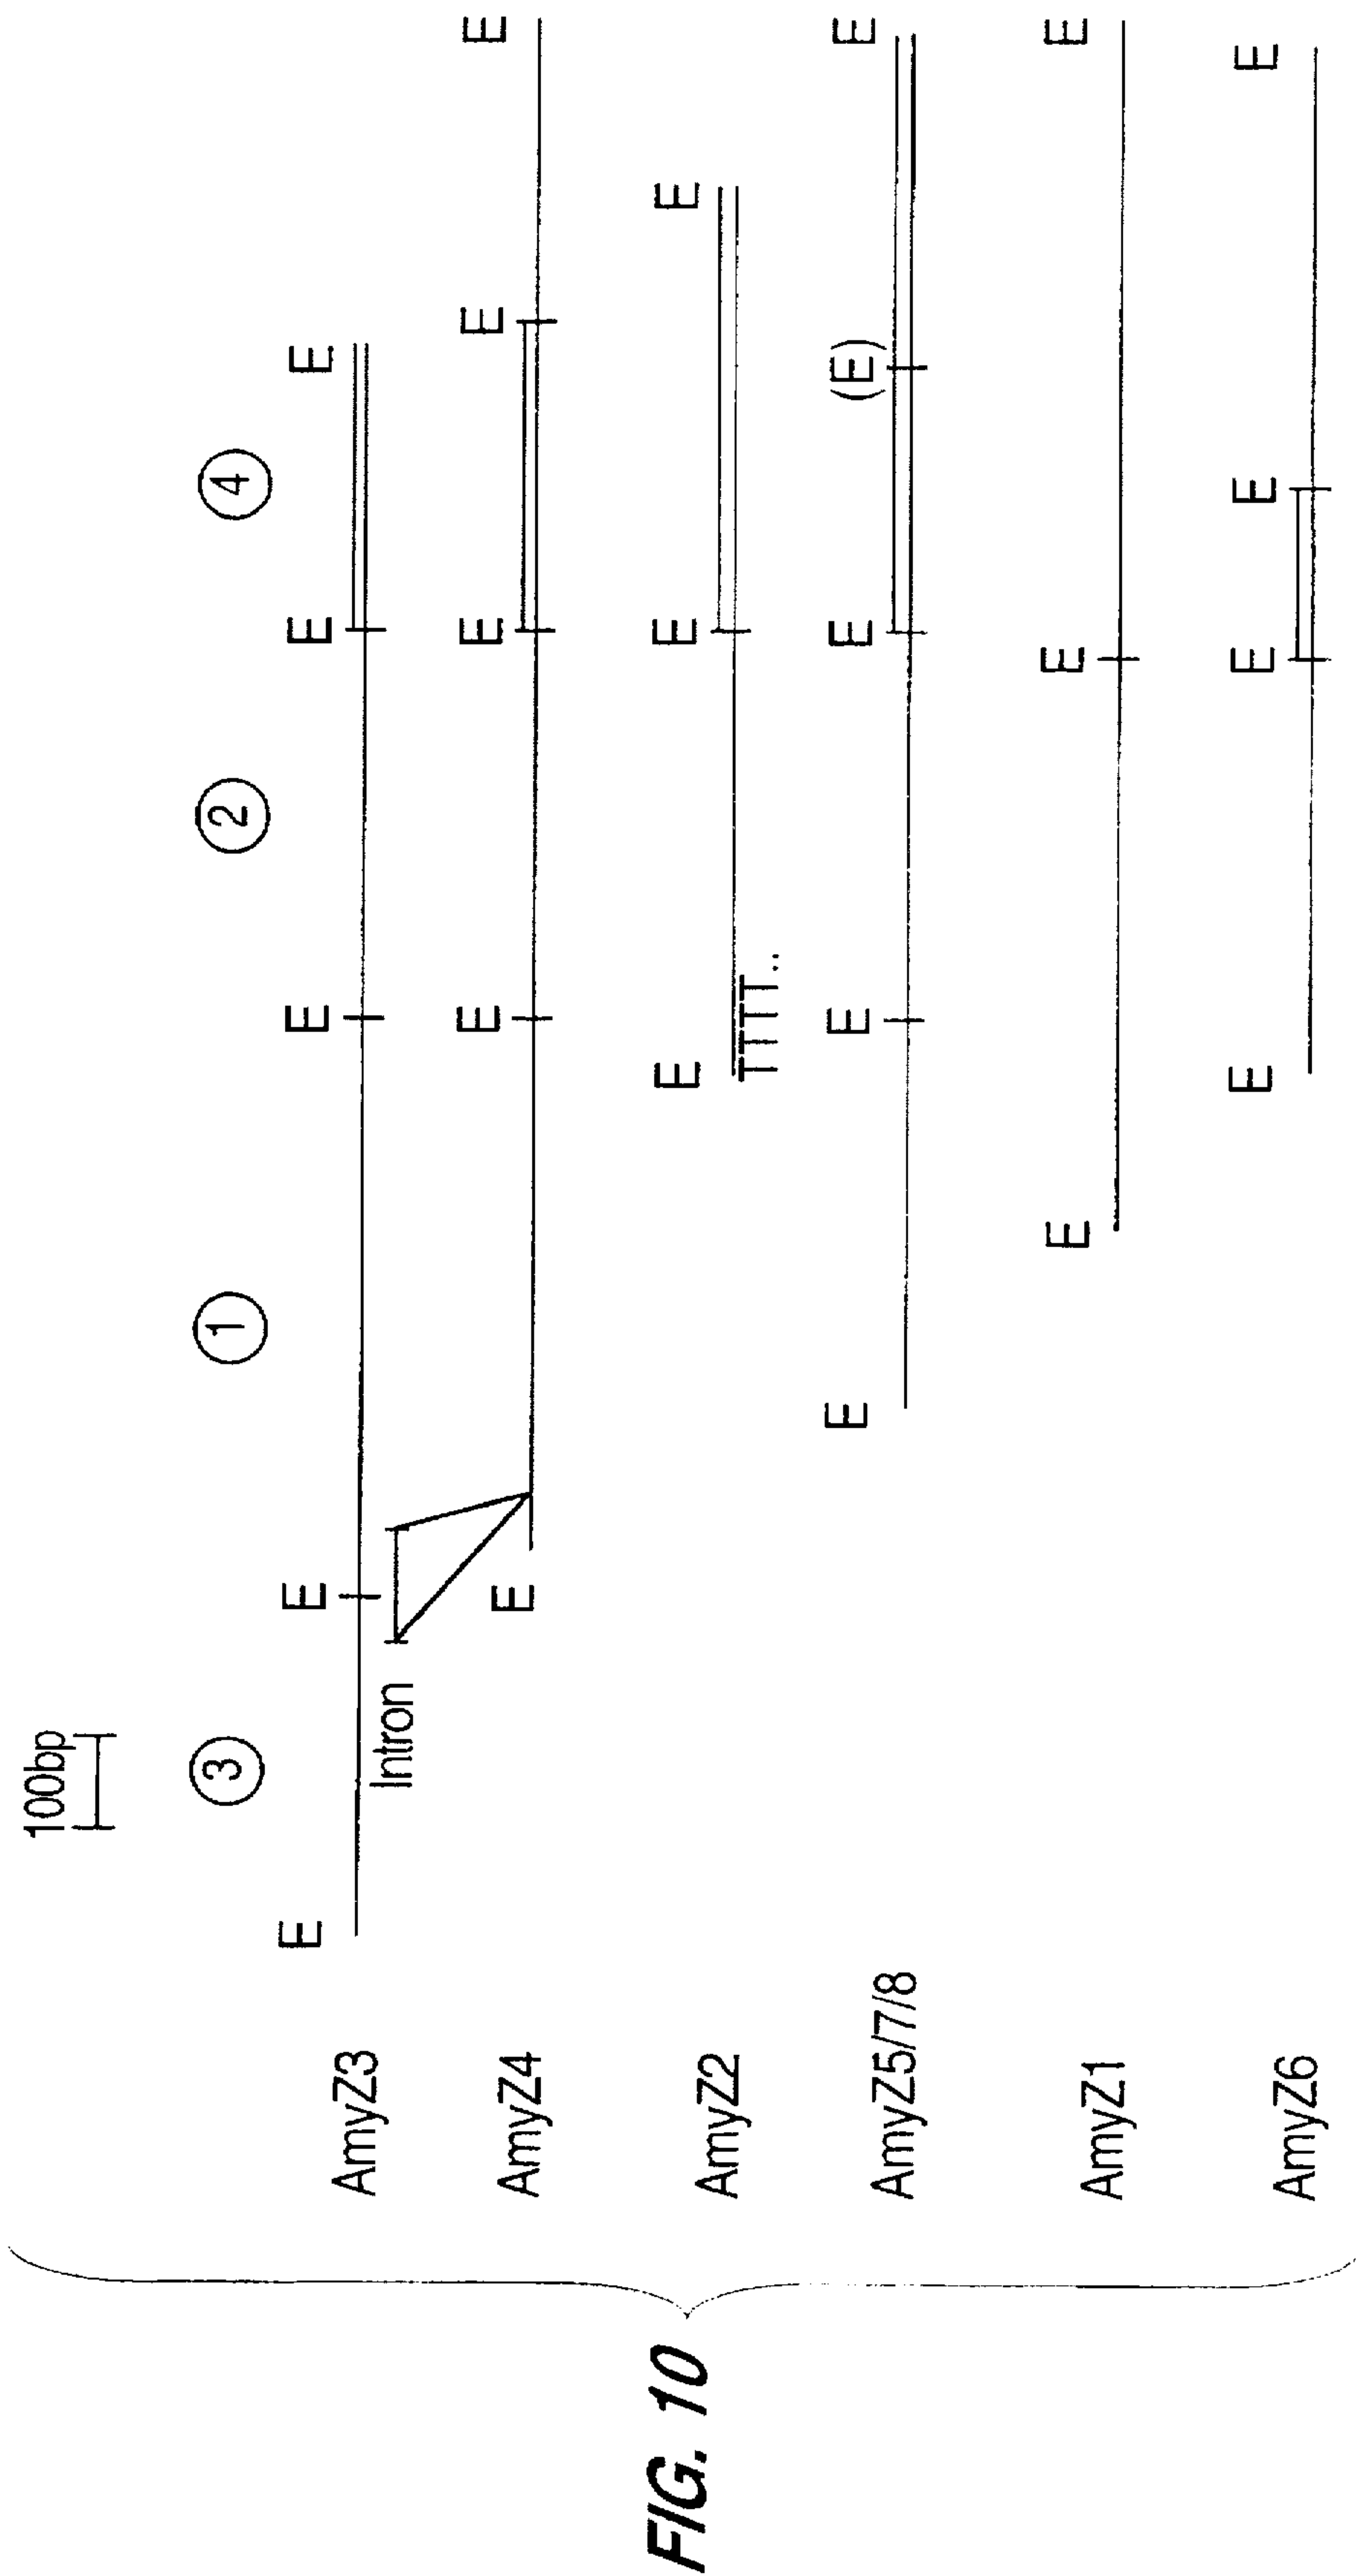 100bp
3 1 2 4
AmyZ3 E E E E E
Intron
AmyZ4 E E E E E
AmyZ2 E E E
TTTT..
AmyZ5/7/8 E E E (E) E
AmyZ1 E E E
AmyZ6 E E E E
FIG. 10